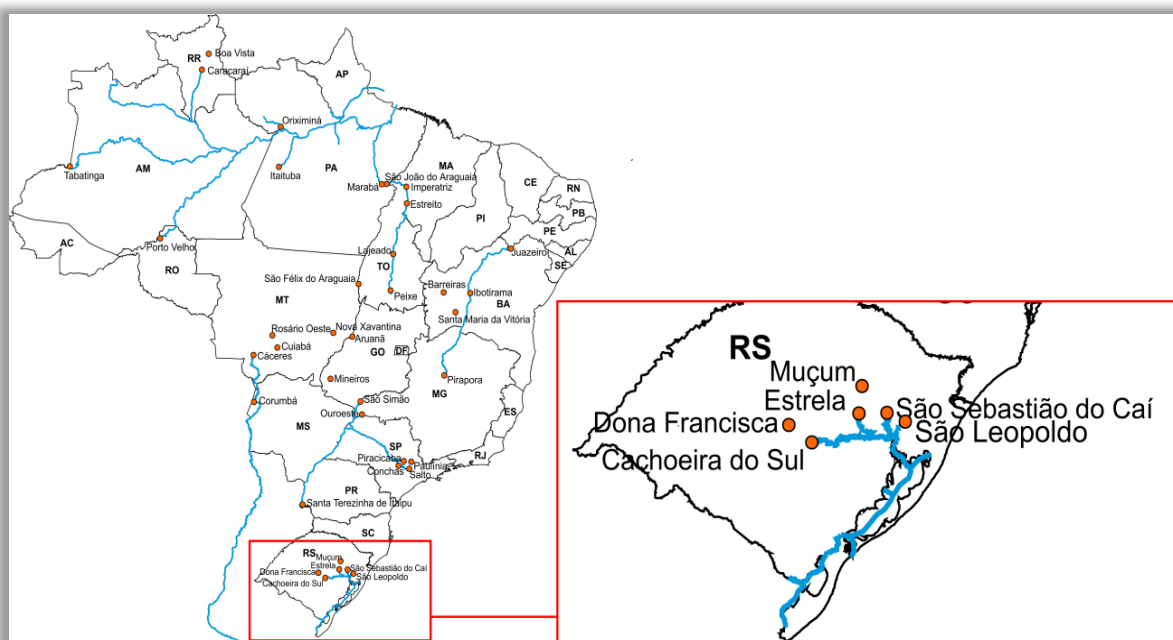 Boa Vista
RR
Caracaraí
AP
Oriximiná
Tabatinga
AM
Itaituba
PA
MA
São João do Araguaia
Marabá
Imperatriz
Estreito
CE
RN
PB
PI
PE
AL
SE
Juazeiro
AC
Porto Velho
RO
Lajeado
TO
São Félix do Araguaia
Peixe
Barreiras
Ibotirama
BA
Santa Maria da Vitória
MT
Rosário Oeste
Nova Xavantina
Aruanã
Cuiabá
Cáceres
GO
DF
Mineiros
Pirapora
MG
ES
Corumbá
São Simão
Ouroeste
MS
SP
RJ
Piracicaba
Paulínia
Conchas
Salto
PR
Santa Terezinha de Itaipu
SC
RS
Muçum
Estrela
São Sebastião do Caí
Dona Francisca
São Leopoldo
Cachoeira do Sul
RS
Muçum
Estrela
São Sebastião do Caí
Dona Francisca
São Leopoldo
Cachoeira do Sul